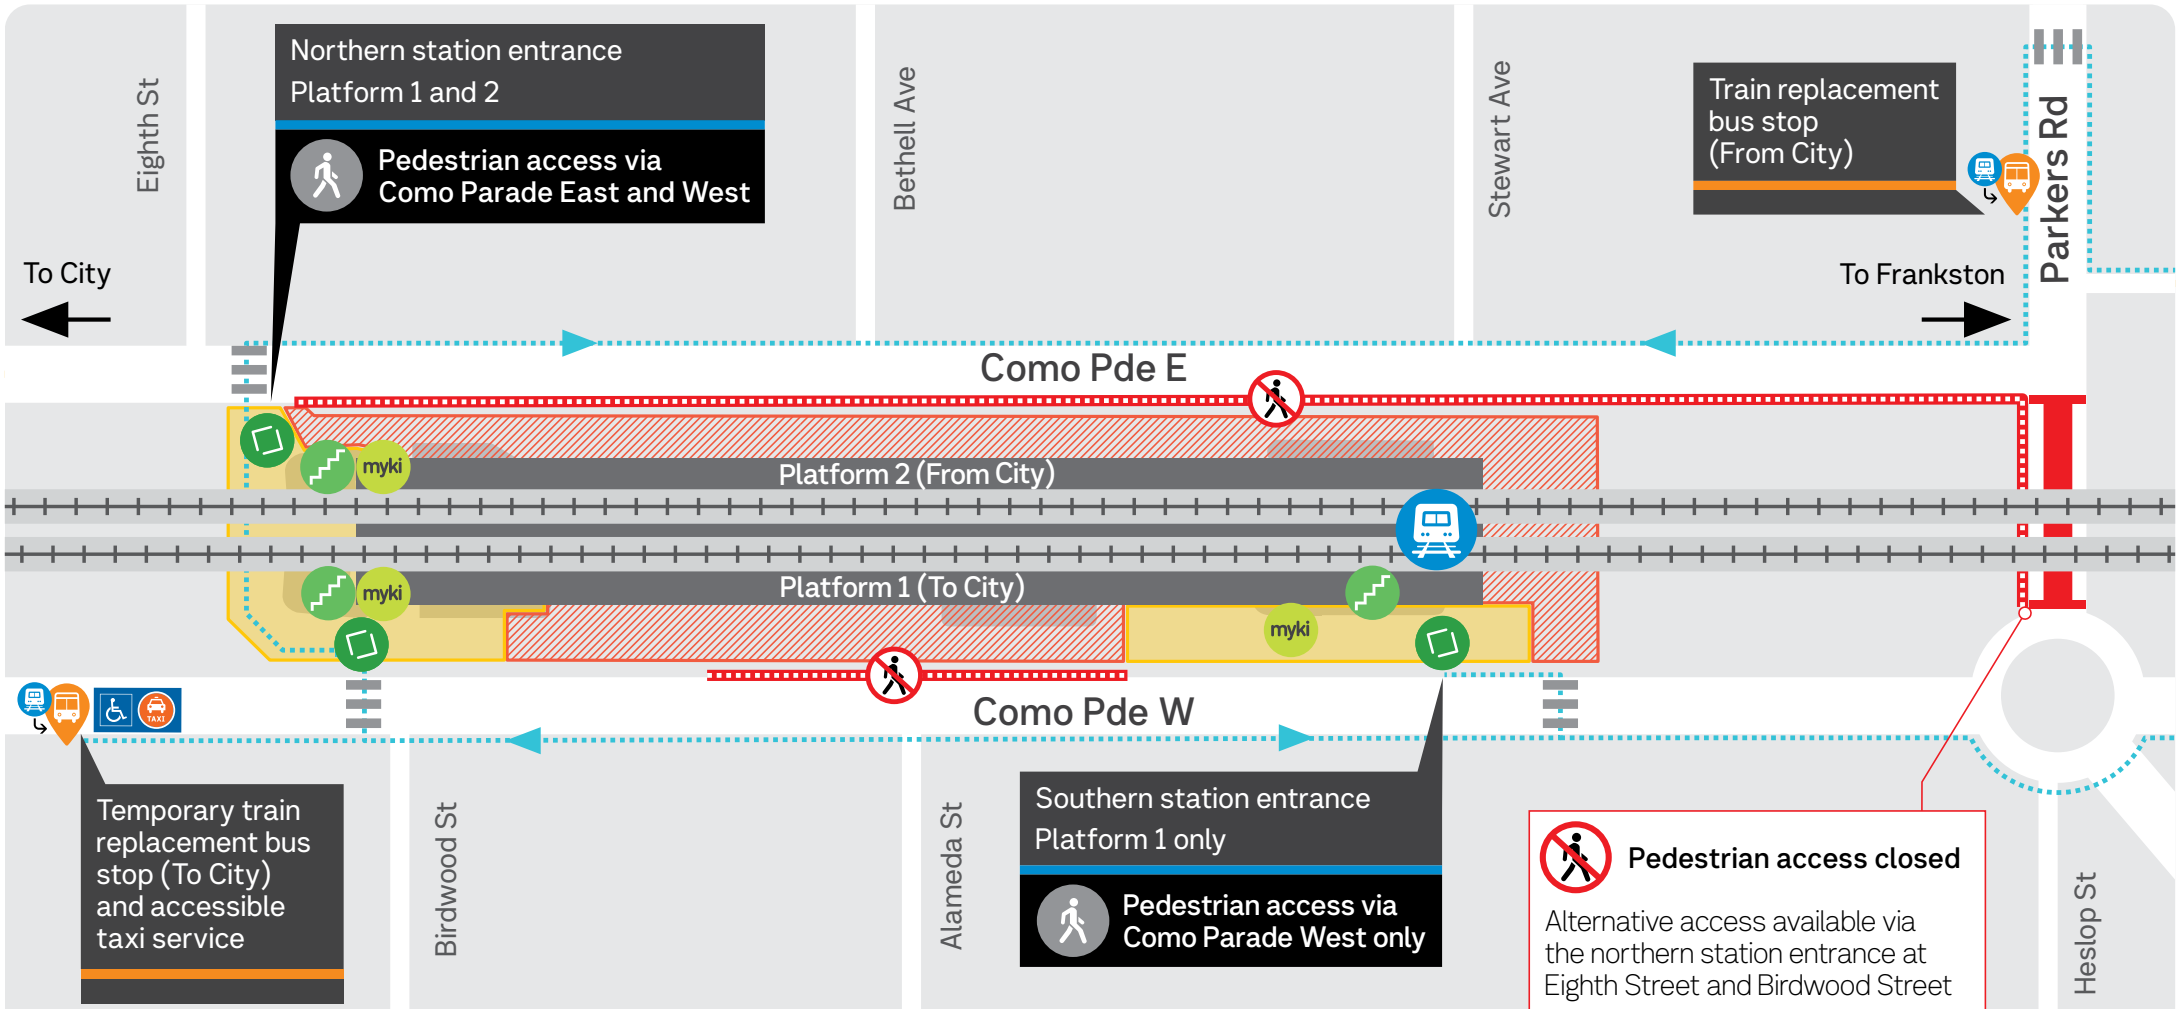 Northern station entrance
Platform 1 and 2
Pedestrian access via
Como Parade East and West
Eighth St
Bethell Ave
Stewart Ave
Train replacement
bus stop
(From City)
Parkers Rd
To City
To Frankston
Como Pde E
myki
Platform 2 (From City)
Platform 1 (To City)
myki
myki
TAXI
Como Pde W
Temporary train
replacement bus
stop (To City)
and accessible
taxi service
Birdwood St
Alameda St
Southern station entrance
Platform 1 only
Pedestrian access via
Como Parade West only
Pedestrian access closed
Alternative access available via
the northern station entrance at
Eighth Street and Birdwood Street
Heslop St